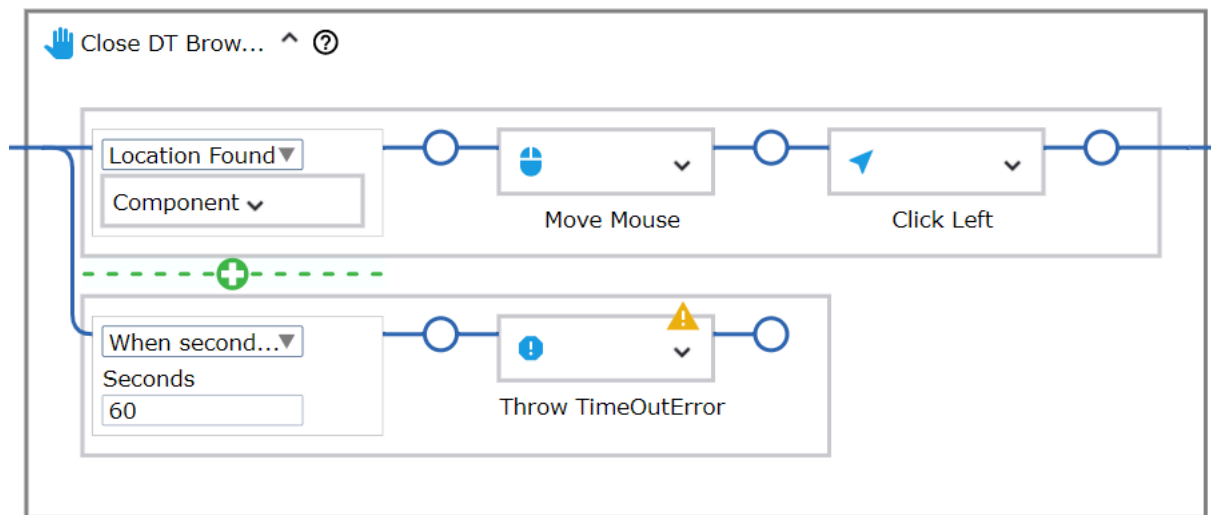 Close DT Brow...
Location Found
Component
Move Mouse
Click Left
When second...
Seconds
60
Throw TimeOutError